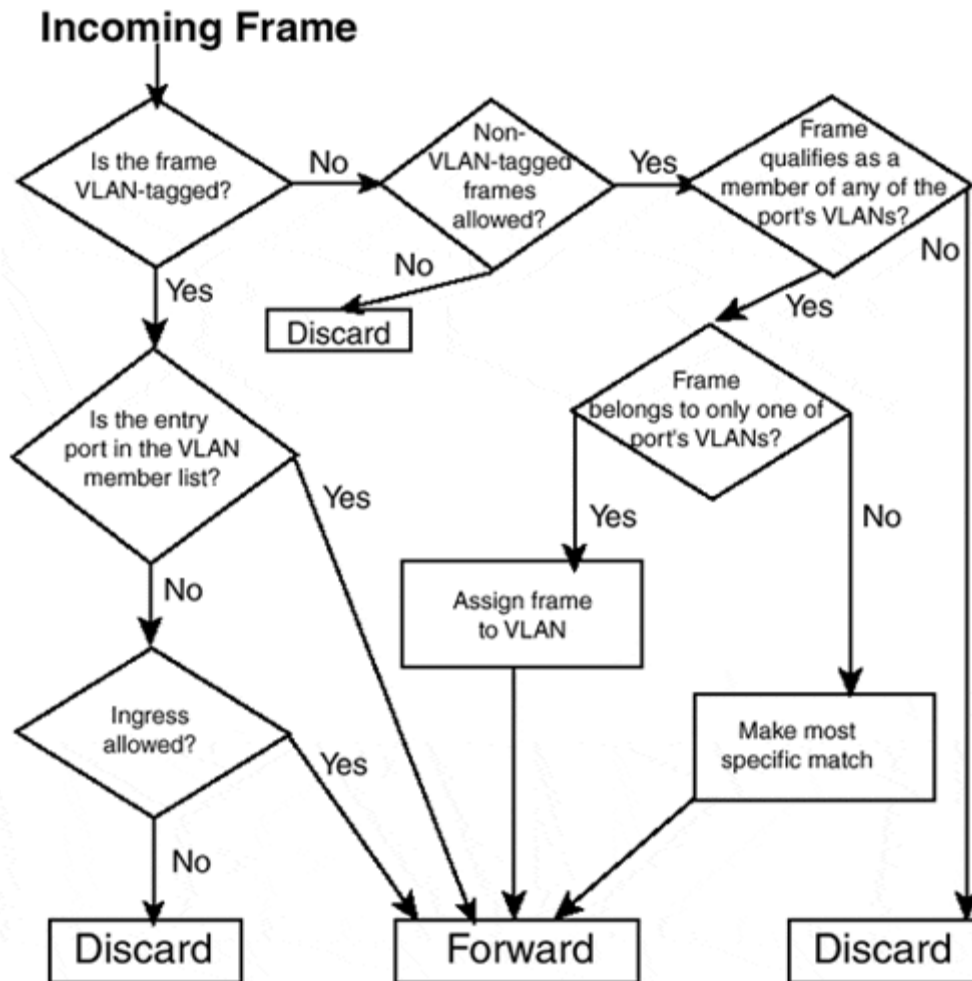 Incoming Frame
Is the frame
VLAN-tagged?
No
Non-
VLAN-tagged
frames
allowed?
Yes
Frame
qualifies as a
member of any of the
port's VLANs?
No
Yes
No
Discard
Yes
Is the entry
port in the VLAN
member list?
Yes
Frame
belongs to only one of
port's VLANs?
Yes
No
No
Assign frame
to VLAN
Ingress
allowed?
Yes
Make most
specific match
No
Discard
Forward
Discard